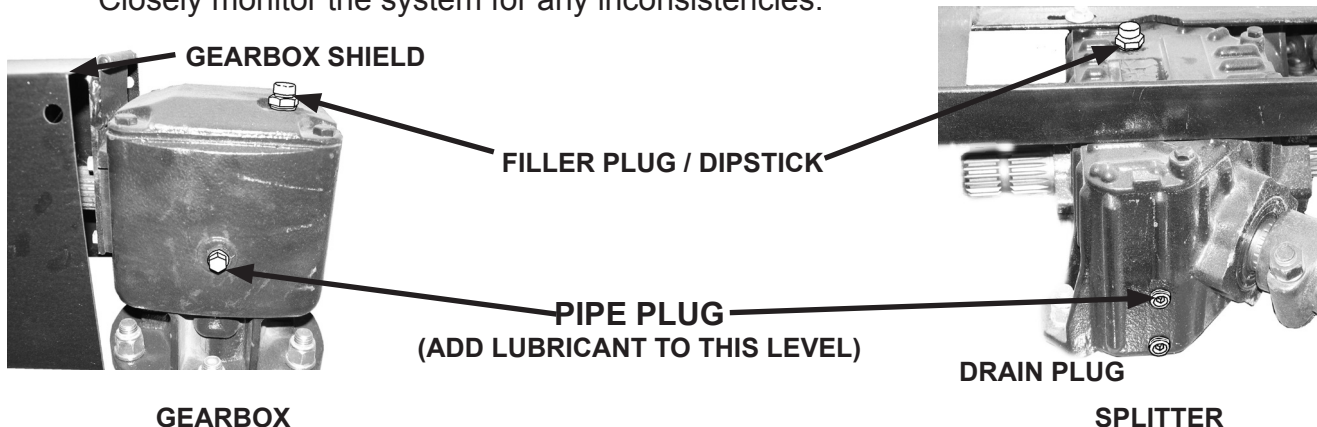 Closely monitor the system for any inconsistencies.
GEARBOX SHIELD
FILLER PLUG / DIPSTICK
PIPE PLUG
(ADD LUBRICANT TO THIS LEVEL)
DRAIN PLUG
GEARBOX
SPLITTER